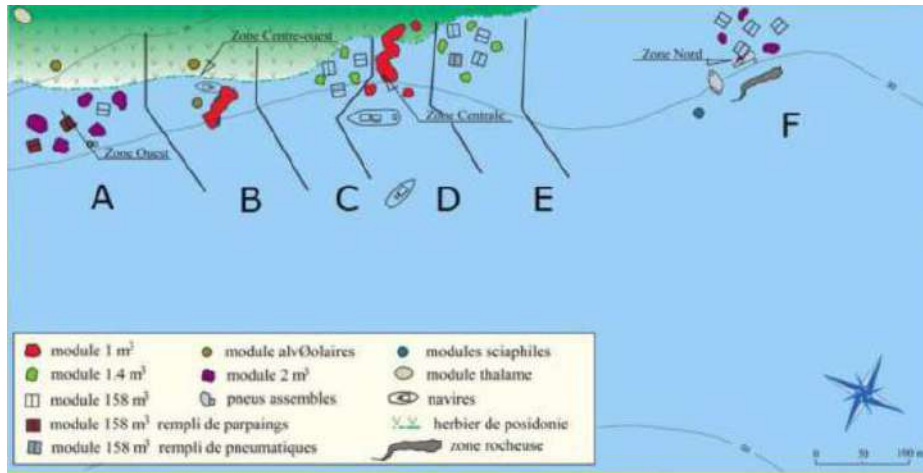 Zone Centre-ouest
Zone Nord
Zone Centrale
Zone Ouest
A B C D E F
module 1 m³
module 1.4 m³
module 158 m³
module 158 m³ rempli de parpaings
module 158 m³ rempli de pneumatiques
module alvØolaires
module 2 m³
pneus assembles
modules sciaphiles
module thalame
navires
herbier de posidonie
zone rocheuse
0 50 100 m